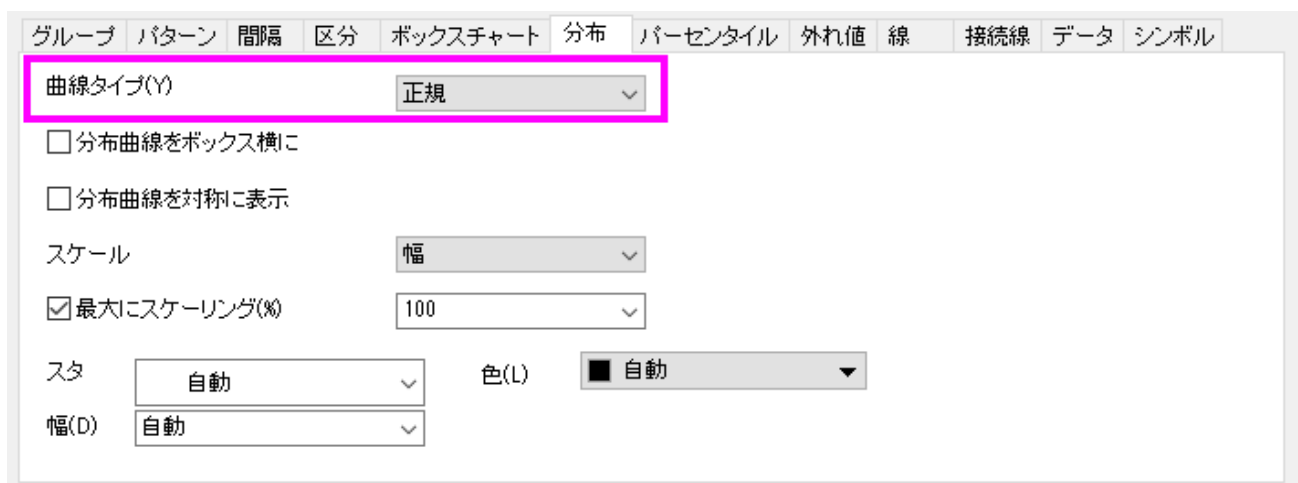 グループ パターン 間隔 区分 ボックスチャート 分布 パーセンタイル 外れ値 線 接続線 データ シンボル
曲線タイプ(Y) 正規
分布曲線をボックス横に
分布曲線を対称に表示
スケール 幅
最大にスケーリング(%) 100
スタ 自動 色(L) 自動
幅(D) 自動